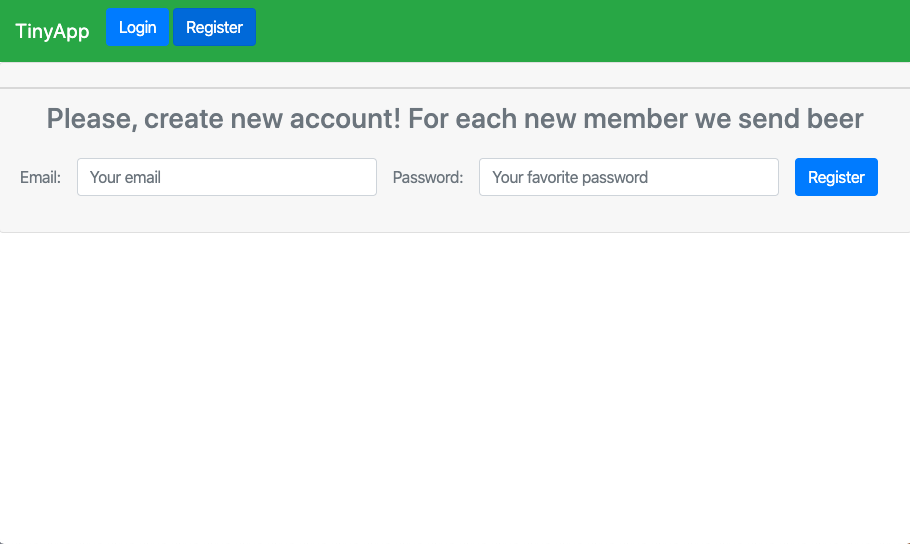 TinyApp Login Register
Please, create new account! For each new member we send beer
Email: Your email Password: Your favorite password Register